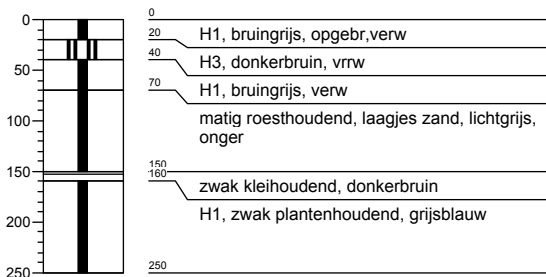 0
0
20
H1, bruingrijs, opgebr,verw
40
H3, donkerbruin, vrrw
50
70
H1, bruingrijs, verw
100
matig roesthoudend, laagjes zand, lichtgrijs,
onger
150
150
160
zwak kleihoudend, donkerbruin
200
H1, zwak plantenhoudend, grijsblauw
250
250